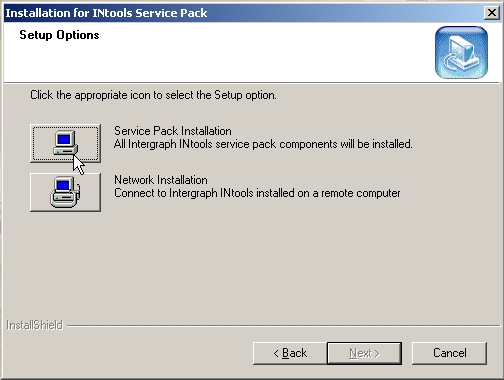 Installation for INtools Service Pack
Setup Options
Click the appropriate icon to select the Setup option.
Service Pack Installation
All Intergraph INtools service pack components will be installed.
Network Installation
Connect to Intergraph INtools installed on a remote computer
InstallShield
< Back
Next >
Cancel